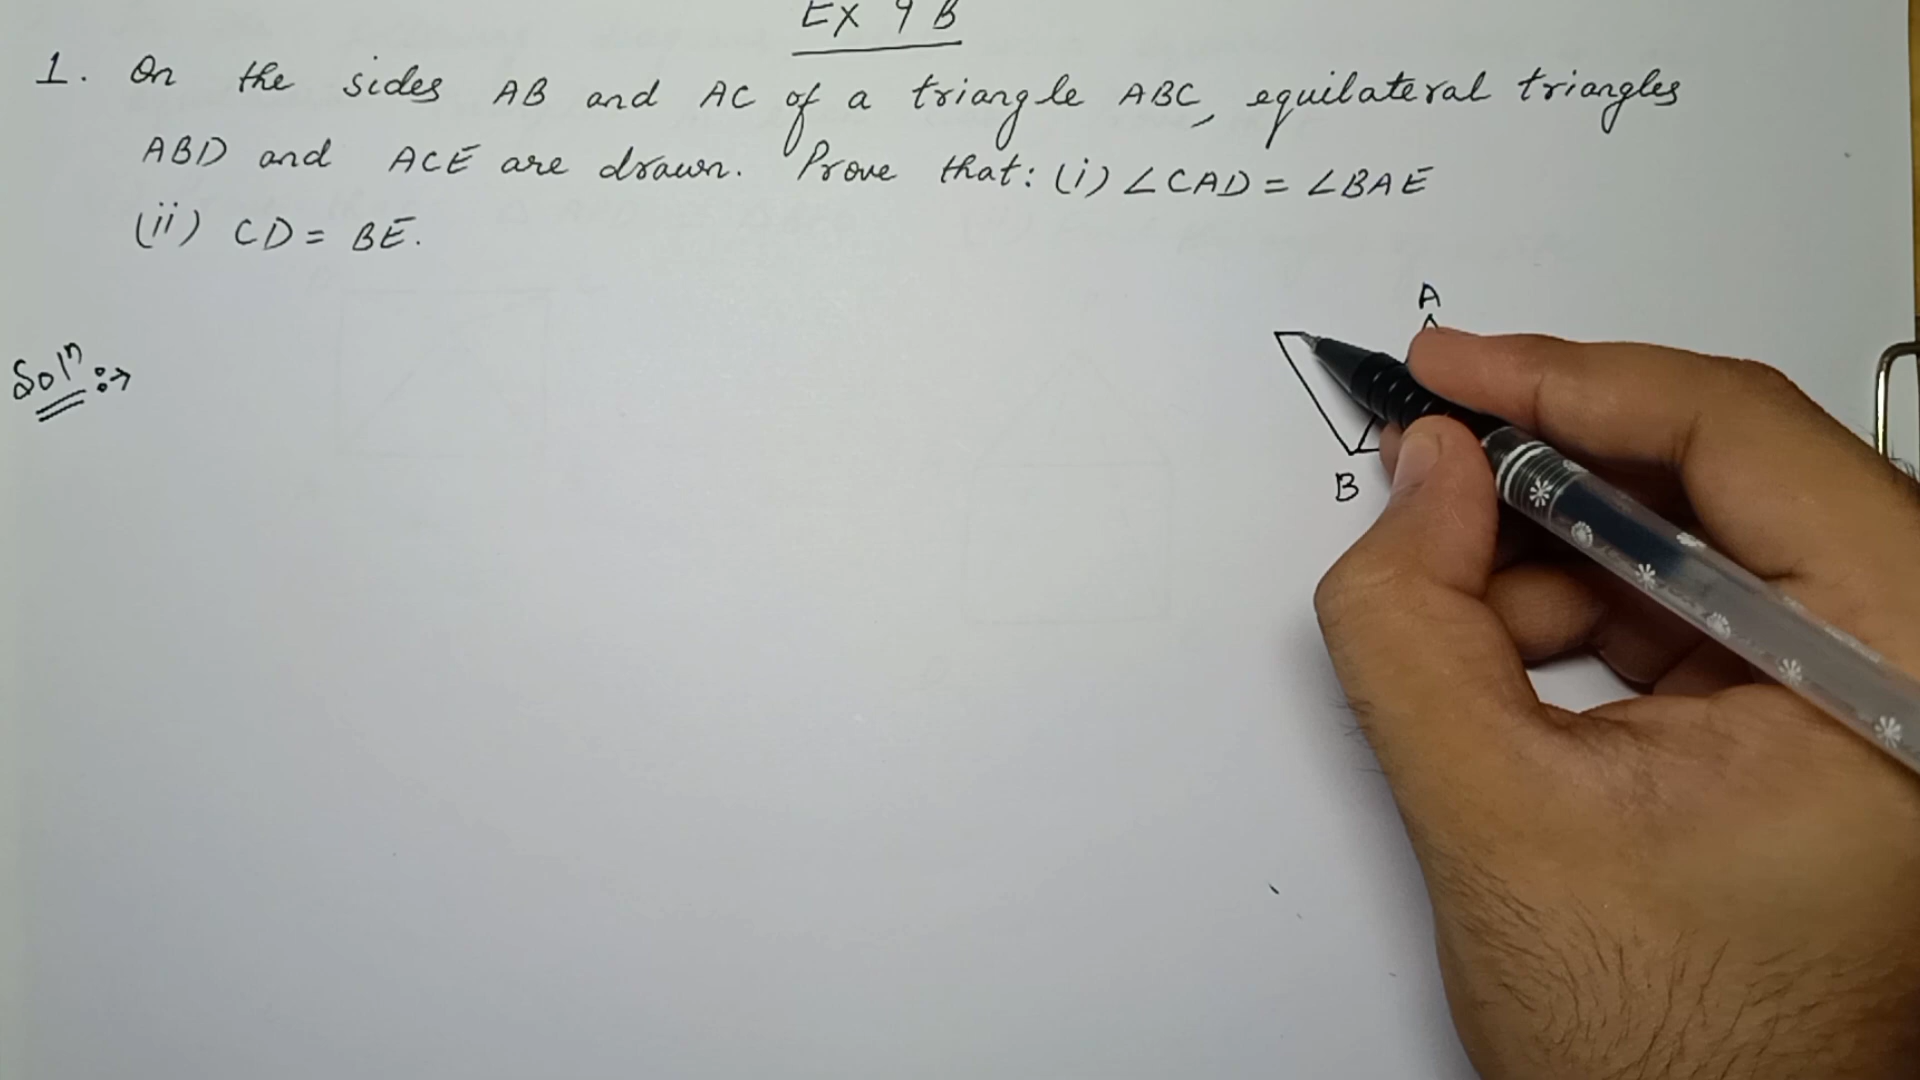 Ex 9 B
1. On the sides AB and AC of a triangle ABC, equilateral triangles
ABD and ACE are drawn. Prove that: (i) ∠CAD = ∠BAE
(ii) CD = BE.
A
Solⁿ :→
B